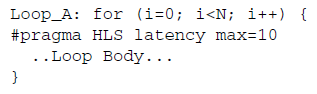 Loop_A: for (i=0; i<N; i++) {
#pragma HLS latency max=10
  ..Loop Body...
}